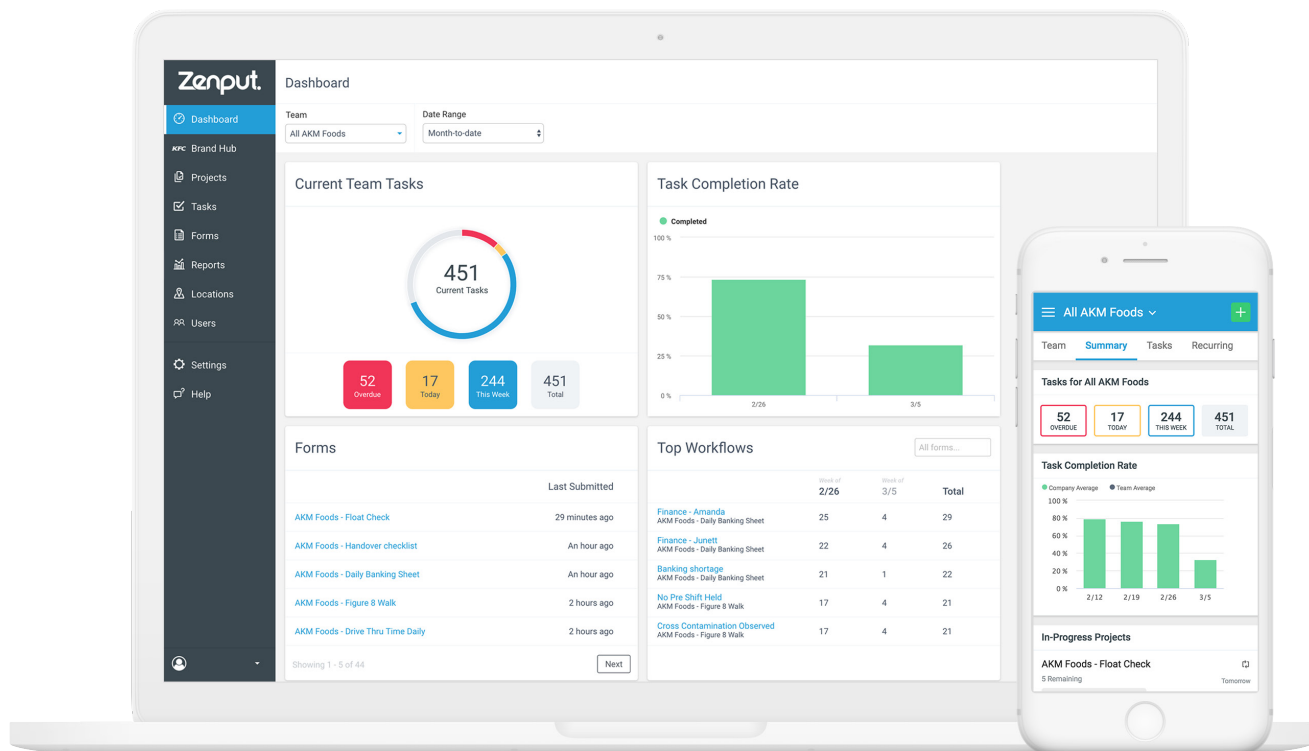 Zenput.
Dashboard
Brand Hub
KFC
Projects
Tasks
Forms
Reports
Locations
Users
Settings
Help
Dashboard
Team
All AKM Foods
Date Range
Month-to-date
Current Team Tasks
451
Current Tasks
52
Overdue
17
Today
244
This Week
451
Total
Task Completion Rate
Completed
100 %
75 %
50 %
25 %
0 %
2/26
3/5
Forms
Last Submitted
AKM Foods - Float Check 29 minutes ago
AKM Foods - Handover checklist An hour ago
AKM Foods - Daily Banking Sheet An hour ago
AKM Foods - Figure 8 Walk 2 hours ago
AKM Foods - Drive Thru Time Daily 2 hours ago
Showing 1 - 5 of 44
Next
Top Workflows
All forms...
Week of Week of
2/26 3/5 Total
Finance - Amanda
AKM Foods - Daily Banking Sheet 25 4 29
Finance - Junett
AKM Foods - Daily Banking Sheet 22 4 26
Banking shortage
AKM Foods - Daily Banking Sheet 21 1 22
No Pre Shift Held
AKM Foods - Figure 8 Walk 17 4 21
Cross Contamination Observed
AKM Foods - Figure 8 Walk 17 4 21
All AKM Foods
Team Summary Tasks Recurring
Tasks for All AKM Foods
52
OVERDUE
17
TODAY
244
THIS WEEK
451
TOTAL
Task Completion Rate
Company Average Team Average
100 %
80 %
60 %
40 %
20 %
0 %
2/12 2/19 2/26 3/5
In-Progress Projects
AKM Foods - Float Check
5 Remaining Tomorrow